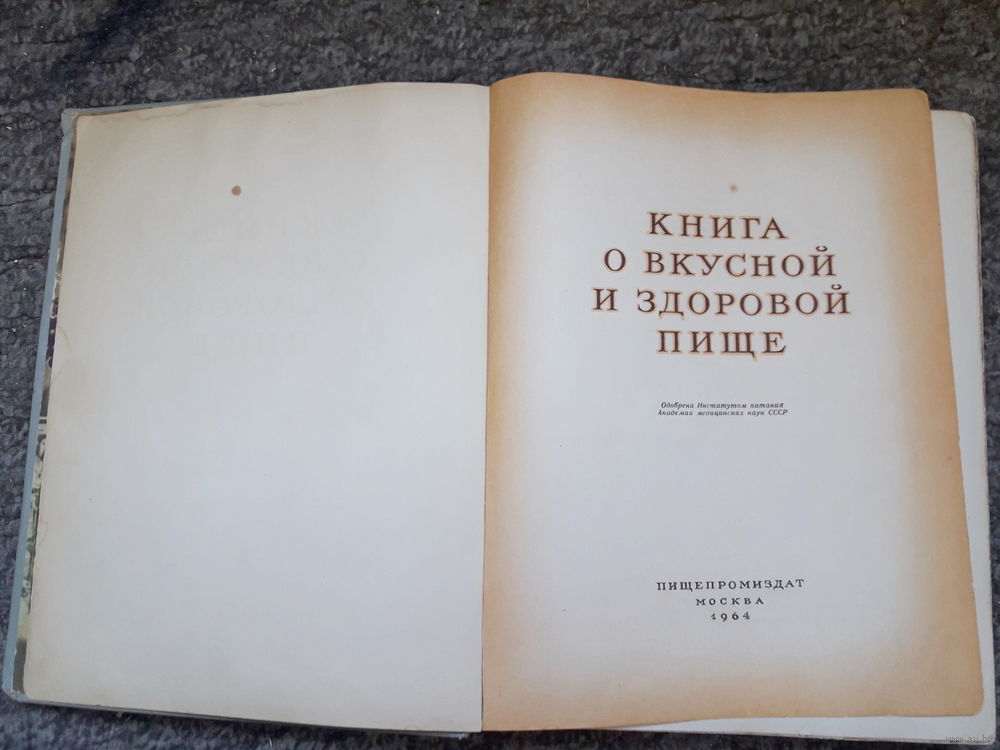 КНИГА
О ВКУСНОЙ
И ЗДОРОВОЙ
ПИЩЕ
Одобрена Институтом питания
Академии медицинских наук СССР
ПИЩЕПРОМИЗДАТ
МОСКВА
1964